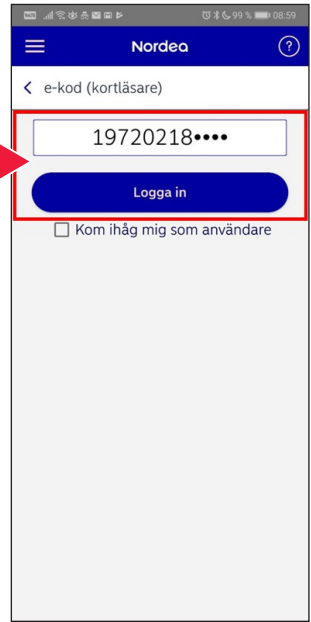 99 % 08:59
Nordea
?
e-kod (kortläsare)
19720218••••
Logga in
Kom ihåg mig som användare